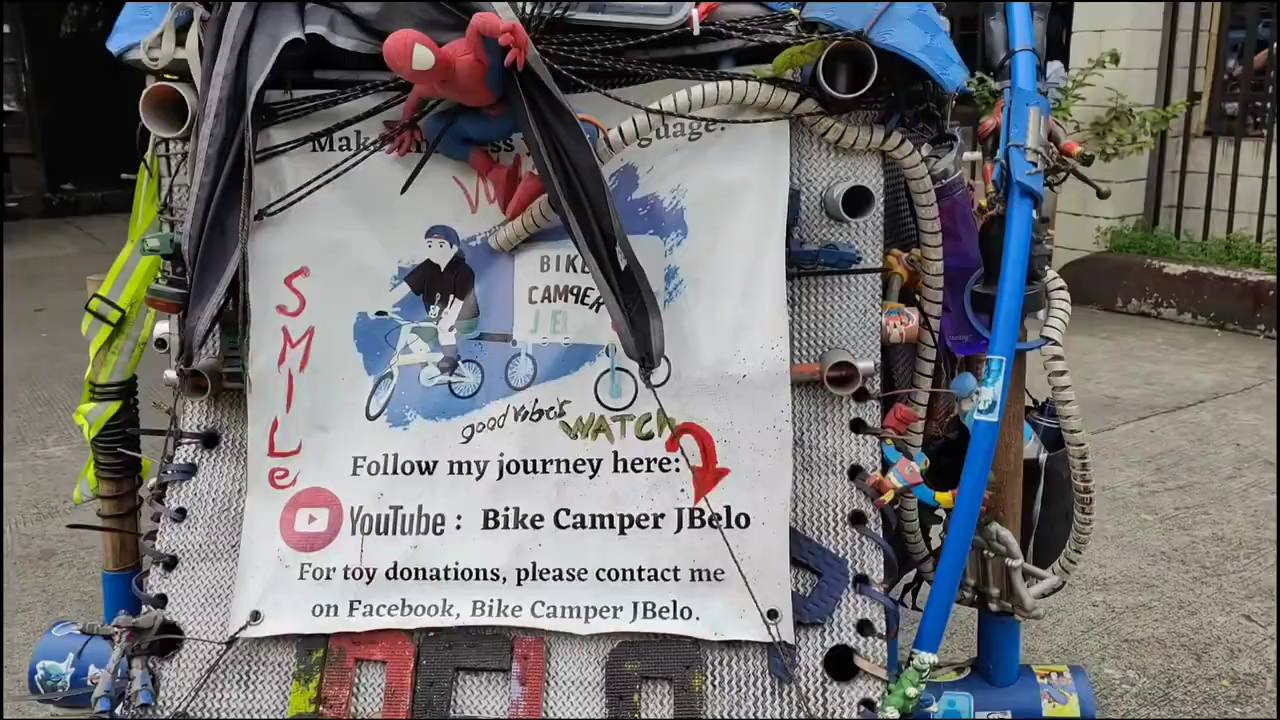 guage.
SMILe
BIKE
CAMPER
good vibes WATCH
Follow my journey here:
YouTube : Bike Camper JBelo
For toy donations, please contact me
on Facebook, Bike Camper JBelo.